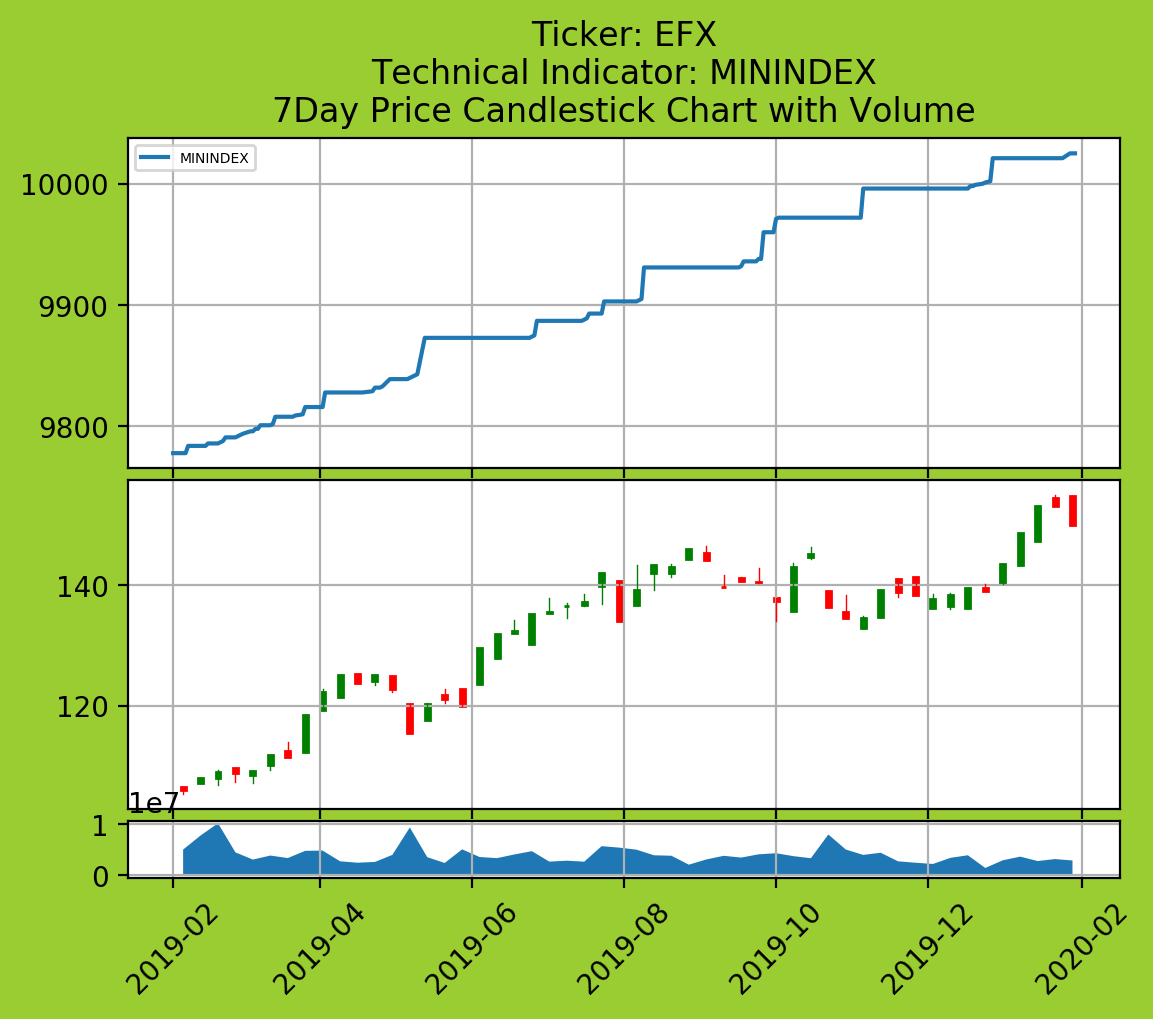 Ticker: EFX
Technical Indicator: MININDEX
7Day Price Candlestick Chart with Volume
MININDEX
10000
9900
9800
140
120
1e7
1
0
2019-02
2019-04
2019-06
2019-08
2019-10
2019-12
2020-02